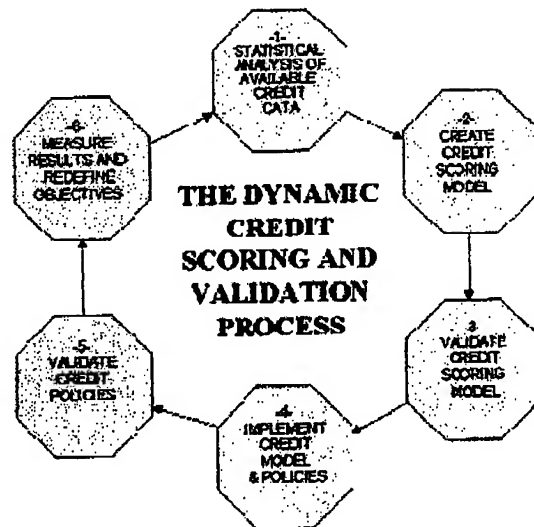 -1-
STATISTICAL
ANALYSIS OF
AVAILABLE
CREDIT
CATA
-2-
CREATE
CREDIT
SCORING
MODEL
3
VALIDATE
CREDIT
SCORING
MODEL
-4-
IMPLEMENT
CREDIT
MODEL
& POLICIES
-5-
VALIDATE
CREDIT
POLICIES
-6-
MEASURE
RESULTS AND
REDEFINE
OBJECTIVES
THE DYNAMIC
CREDIT
SCORING AND
VALIDATION
PROCESS